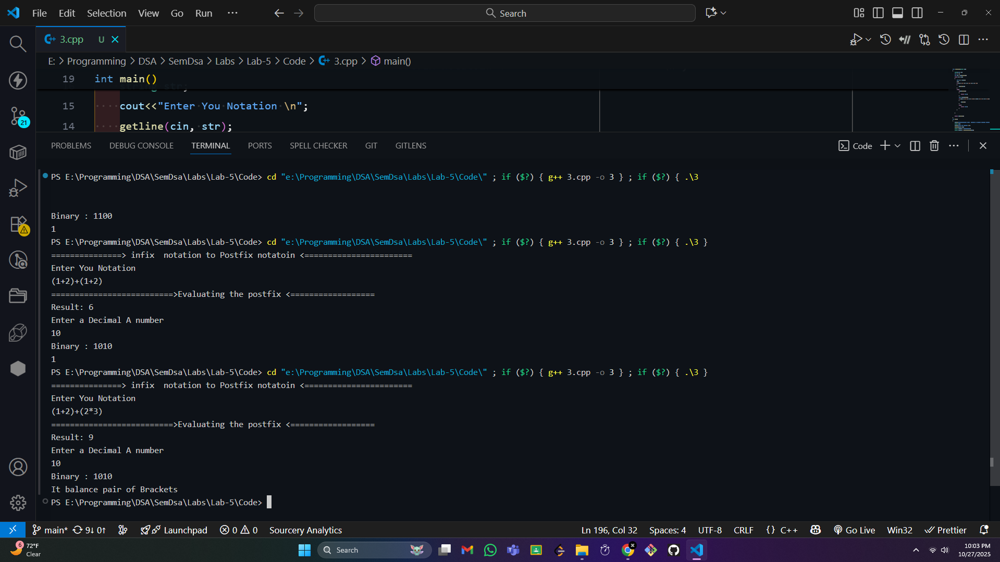 File Edit Selection View Go Run ··· Search
3.cpp U
E: > Programming > DSA > SemDsa > Labs > Lab-5 > Code > 3.cpp > main()
19 int main()
string str;
15 cout<<"Enter You Notation \n";
14 getline(cin, str);
PROBLEMS DEBUG CONSOLE TERMINAL PORTS SPELL CHECKER GIT GITLENS Code
PS E:\Programming\DSA\SemDsa\Labs\Lab-5\Code> cd "e:\Programming\DSA\SemDsa\Labs\Lab-5\Code\" ; if ($?) { g++ 3.cpp -o 3 } ; if ($?) { .\3
Binary : 1100
1
PS E:\Programming\DSA\SemDsa\Labs\Lab-5\Code> cd "e:\Programming\DSA\SemDsa\Labs\Lab-5\Code\" ; if ($?) { g++ 3.cpp -o 3 } ; if ($?) { .\3 }
===============> infix  notation to Postfix notatoin <=======================
Enter You Notation
(1+2)+(1+2)
==========================>Evaluating the postfix <==================
Result: 6
Enter a Decimal A number
10
Binary : 1010
1
PS E:\Programming\DSA\SemDsa\Labs\Lab-5\Code> cd "e:\Programming\DSA\SemDsa\Labs\Lab-5\Code\" ; if ($?) { g++ 3.cpp -o 3 } ; if ($?) { .\3 }
===============> infix  notation to Postfix notatoin <=======================
Enter You Notation
(1+2)+(2*3)
==========================>Evaluating the postfix <==================
Result: 9
Enter a Decimal A number
10
Binary : 1010
It balance pair of Brackets
PS E:\Programming\DSA\SemDsa\Labs\Lab-5\Code>
21
main* 9↓ 0↑ Launchpad 0 0 Sourcery Analytics Ln 196, Col 32 Spaces: 4 UTF-8 CRLF {} C++ Go Live Win32 Prettier
6 72°F
Clear
Search
10:03 PM
10/27/2025